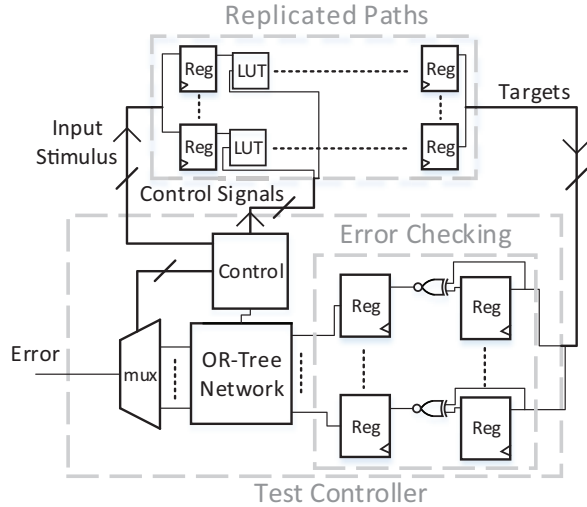 Replicated Paths
Reg
LUT
Reg
Targets
Input
Stimulus
Reg
LUT
Reg
Control Signals
Error Checking
Control
Reg
Reg
Error
mux
OR-Tree
Network
Reg
Reg
Test Controller